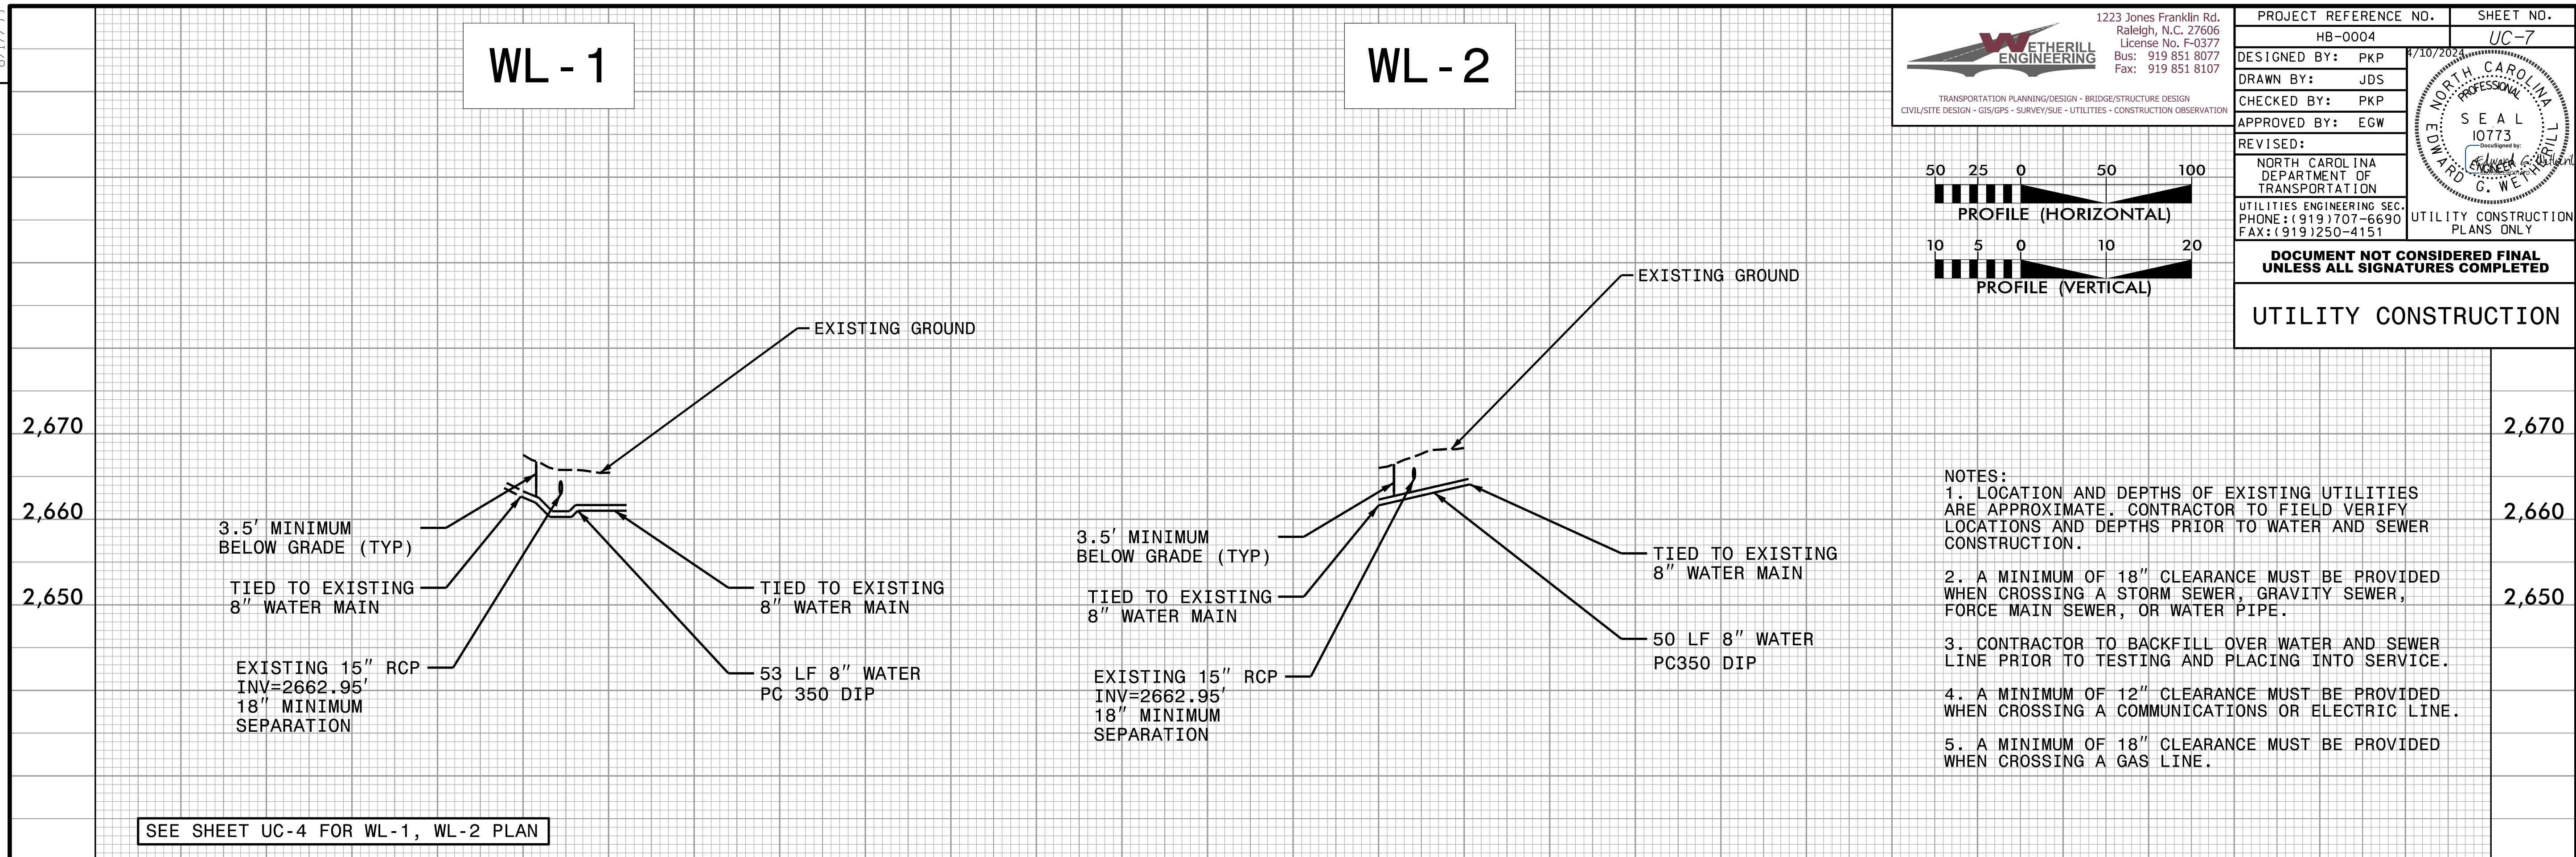 WL-1
WL-2
WETHERILL
ENGINEERING
1223 Jones Franklin Rd.
Raleigh, N.C. 27606
License No. F-0377
Bus: 919 851 8077
Fax: 919 851 8107
TRANSPORTATION PLANNING/DESIGN - BRIDGE/STRUCTURE DESIGN
CIVIL/SITE DESIGN - GIS/GPS - SURVEY/SUE - UTILITIES - CONSTRUCTION OBSERVATION
PROJECT REFERENCE NO.
SHEET NO.
HB-0004
UC-7
DESIGNED BY: PKP
DRAWN BY: JDS
CHECKED BY: PKP
APPROVED BY: EGW
REVISED:
NORTH CAROLINA
DEPARTMENT OF
TRANSPORTATION
UTILITIES ENGINEERING SEC.
PHONE:(919)707-6690
FAX:(919)250-4151
4/10/2024
NORTH CAROLINA
PROFESSIONAL
SEAL
10773
DocuSigned by:
Edward G. Wetherill
ENGINEER
EDWARD G. WETHERILL
UTILITY CONSTRUCTION
PLANS ONLY
DOCUMENT NOT CONSIDERED FINAL
UNLESS ALL SIGNATURES COMPLETED
UTILITY CONSTRUCTION
50 25 0 50 100
PROFILE (HORIZONTAL)
10 5 0 10 20
PROFILE (VERTICAL)
2,670
2,660
2,650
EXISTING GROUND
3.5' MINIMUM
BELOW GRADE (TYP)
TIED TO EXISTING
8" WATER MAIN
EXISTING 15" RCP
INV=2662.95'
18" MINIMUM
SEPARATION
TIED TO EXISTING
8" WATER MAIN
53 LF 8" WATER
PC 350 DIP
EXISTING GROUND
3.5' MINIMUM
BELOW GRADE (TYP)
TIED TO EXISTING
8" WATER MAIN
EXISTING 15" RCP
INV=2662.95'
18" MINIMUM
SEPARATION
TIED TO EXISTING
8" WATER MAIN
50 LF 8" WATER
PC350 DIP
2,670
2,660
2,650
NOTES:
1. LOCATION AND DEPTHS OF EXISTING UTILITIES
ARE APPROXIMATE. CONTRACTOR TO FIELD VERIFY
LOCATIONS AND DEPTHS PRIOR TO WATER AND SEWER
CONSTRUCTION.
2. A MINIMUM OF 18" CLEARANCE MUST BE PROVIDED
WHEN CROSSING A STORM SEWER, GRAVITY SEWER,
FORCE MAIN SEWER, OR WATER PIPE.
3. CONTRACTOR TO BACKFILL OVER WATER AND SEWER
LINE PRIOR TO TESTING AND PLACING INTO SERVICE.
4. A MINIMUM OF 12" CLEARANCE MUST BE PROVIDED
WHEN CROSSING A COMMUNICATIONS OR ELECTRIC LINE.
5. A MINIMUM OF 18" CLEARANCE MUST BE PROVIDED
WHEN CROSSING A GAS LINE.
SEE SHEET UC-4 FOR WL-1, WL-2 PLAN